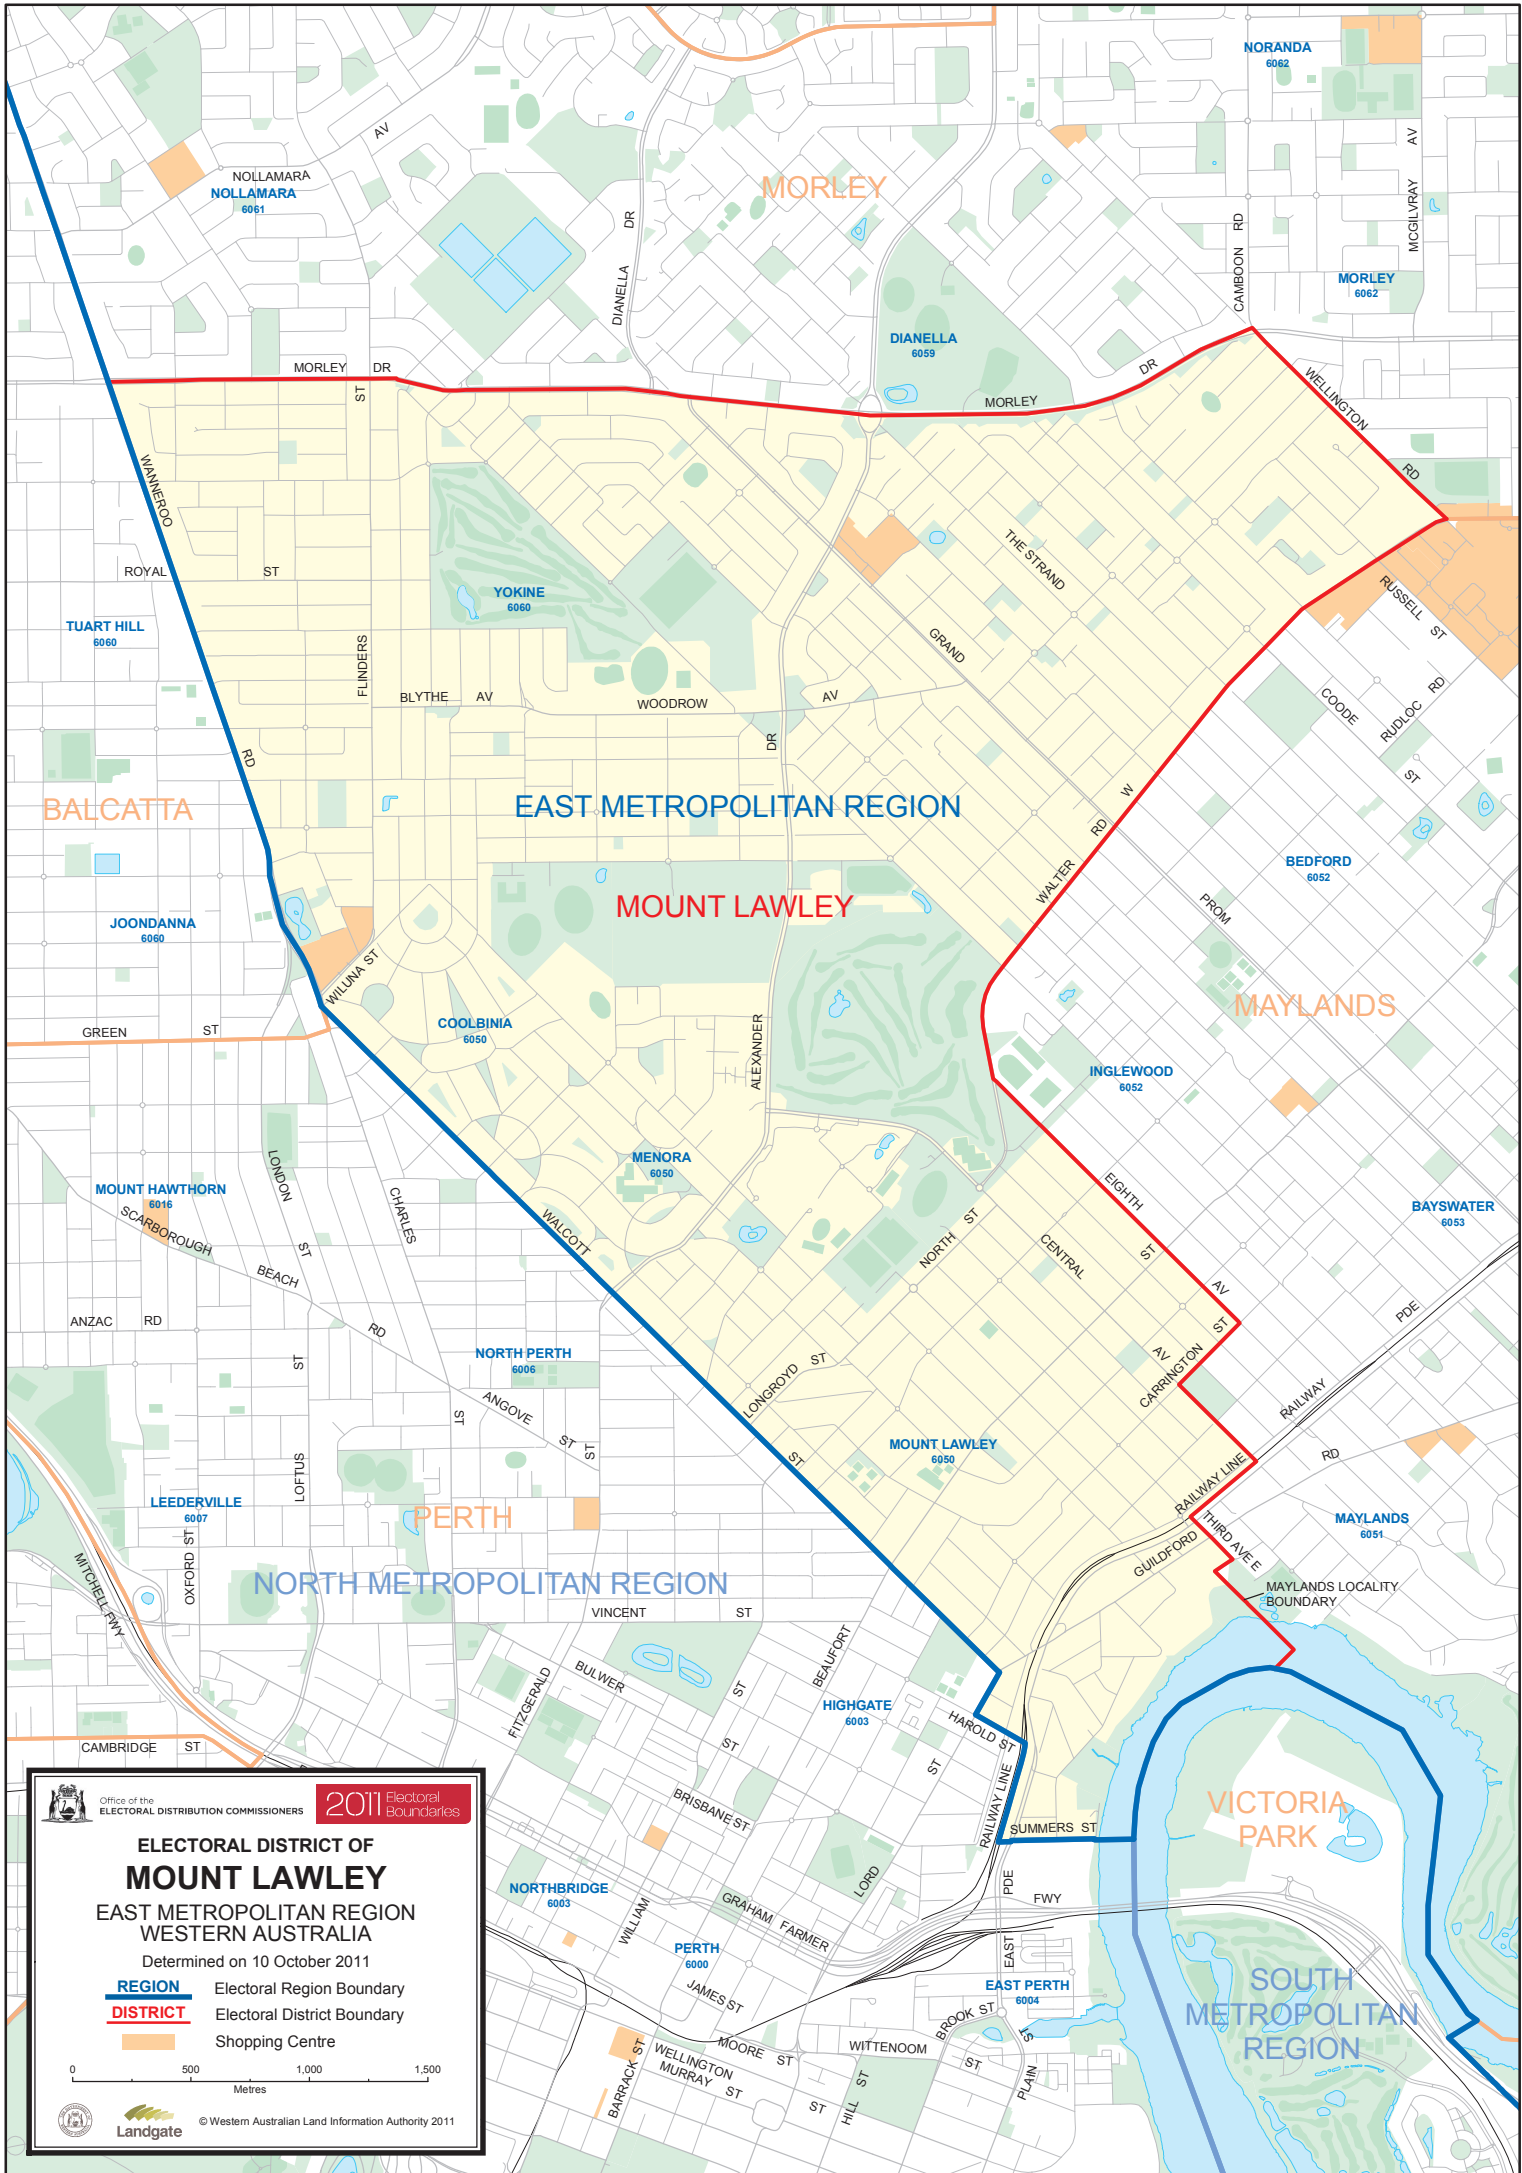 NORANDA
6062
AV
NOLLAMARA
NOLLAMARA
6061
MORLEY
DR
DIANELLA
CAMBOON RD
MCGILVRAY AV
MORLEY
6062
DIANELLA
6059
MORLEY DR
ST
MORLEY
DR
WELLINGTON
RD
WANNEROO
RD
ROYAL ST
THE STRAND
YOKINE
6060
TUART HILL
6060
FLINDERS
GRAND
RUSSELL ST
BLYTHE AV
WOODROW AV
COODE
ST
RUDLOC RD
DR
BALCATTA
EAST METROPOLITAN REGION
WALTER RD W
BEDFORD
6052
PROM
MOUNT LAWLEY
JOONDANNA
6060
WILUNA ST
MAYLANDS
GREEN ST
COOLBINIA
6050
ALEXANDER
INGLEWOOD
6052
MENORA
6050
LONDON
ST
CHARLES
MOUNT HAWTHORN
6016
SCARBOROUGH
BEACH
RD
EIGHTH
AV
BAYSWATER
6053
WALCOTT
NORTH ST
CENTRAL
AV
ST
ANZAC RD
CARRINGTON ST
RAILWAY PDE
NORTH PERTH
6006
ST
LONGROYD ST
ANGOVE
ST
ST
ST
ST
MOUNT LAWLEY
6050
RD
LOFTUS
RAILWAY LINE
LEEDERVILLE
6007
PERTH
MAYLANDS
6051
THIRD AVE E
GUILDFORD
MITCHELL FWY
OXFORD ST
NORTH METROPOLITAN REGION
MAYLANDS LOCALITY
BOUNDARY
VINCENT ST
BEAUFORT
ST
BULWER
ST
FITZGERALD
HIGHGATE
6003
HAROLD ST
ST
CAMBRIDGE ST
RAILWAY LINE
BRISBANE ST
VICTORIA
PARK
SUMMERS ST
LORD
PDE
FWY
NORTHBRIDGE
6003
WILLIAM
GRAHAM FARMER
PERTH
6000
EAST
JAMES ST
EAST PERTH
6004
SOUTH
METROPOLITAN
REGION
BROOK ST
ST
MOORE ST
WITTENOOM
ST
PLAIN
BARRACK ST
WELLINGTON
MURRAY ST
ST
HILL ST
Office of the
ELECTORAL DISTRIBUTION COMMISSIONERS
2011 Electoral
Boundaries
ELECTORAL DISTRICT OF
MOUNT LAWLEY
EAST METROPOLITAN REGION
WESTERN AUSTRALIA
Determined on 10 October 2011
REGION Electoral Region Boundary
DISTRICT Electoral District Boundary
Shopping Centre
0 500 1,000 1,500
Metres
Landgate
© Western Australian Land Information Authority 2011